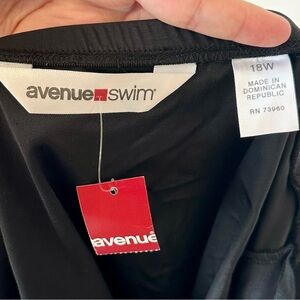 avenue swim
18W
MADE IN
DOMINICAN
REPUBLIC
RN 73960
avenue